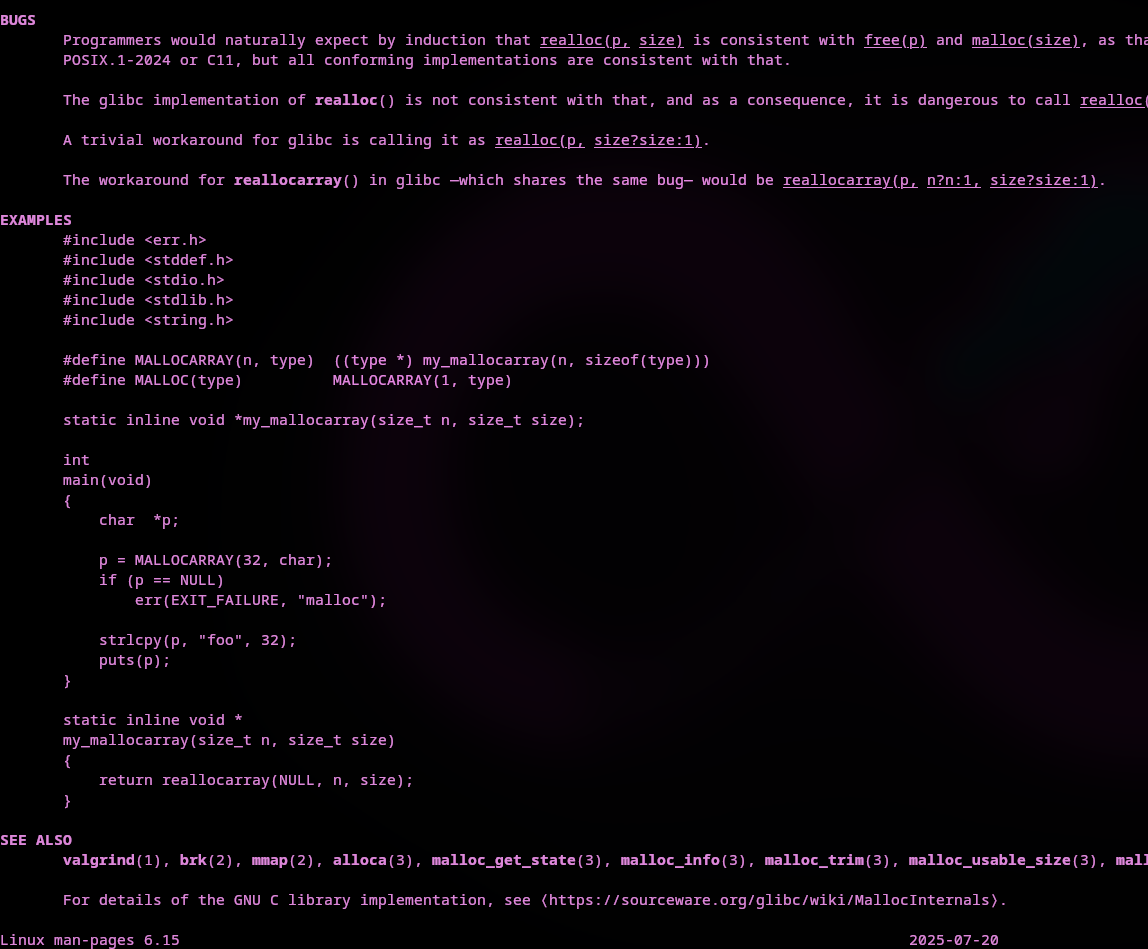 BUGS
Programmers would naturally expect by induction that realloc(p, size) is consistent with free(p) and malloc(size), as tha
POSIX.1-2024 or C11, but all conforming implementations are consistent with that.
The glibc implementation of realloc() is not consistent with that, and as a consequence, it is dangerous to call realloc(
A trivial workaround for glibc is calling it as realloc(p, size?size:1).
The workaround for reallocarray() in glibc —which shares the same bug— would be reallocarray(p, n?n:1, size?size:1).
EXAMPLES
#include <err.h>
#include <stddef.h>
#include <stdio.h>
#include <stdlib.h>
#include <string.h>
#define MALLOCARRAY(n, type)  ((type *) my_mallocarray(n, sizeof(type)))
#define MALLOC(type)          MALLOCARRAY(1, type)
static inline void *my_mallocarray(size_t n, size_t size);
int
main(void)
{
    char  *p;
    p = MALLOCARRAY(32, char);
    if (p == NULL)
        err(EXIT_FAILURE, "malloc");
    strlcpy(p, "foo", 32);
    puts(p);
}
static inline void *
my_mallocarray(size_t n, size_t size)
{
    return reallocarray(NULL, n, size);
}
SEE ALSO
valgrind(1), brk(2), mmap(2), alloca(3), malloc_get_state(3), malloc_info(3), malloc_trim(3), malloc_usable_size(3), mall
For details of the GNU C library implementation, see ⟨https://sourceware.org/glibc/wiki/MallocInternals⟩.
Linux man-pages 6.15 2025-07-20